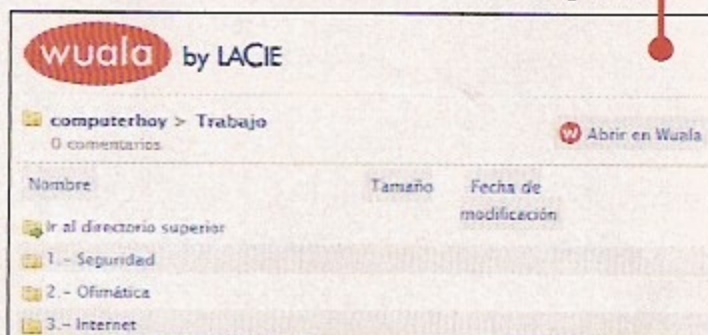 wuala by LACIE
computerhoy > Trabajo
0 comentarios
Abrir en Wuala
Nombre Tamaño Fecha de modificación
Ir al directorio superior
1.- Seguridad
2.- Ofimática
3.- Internet